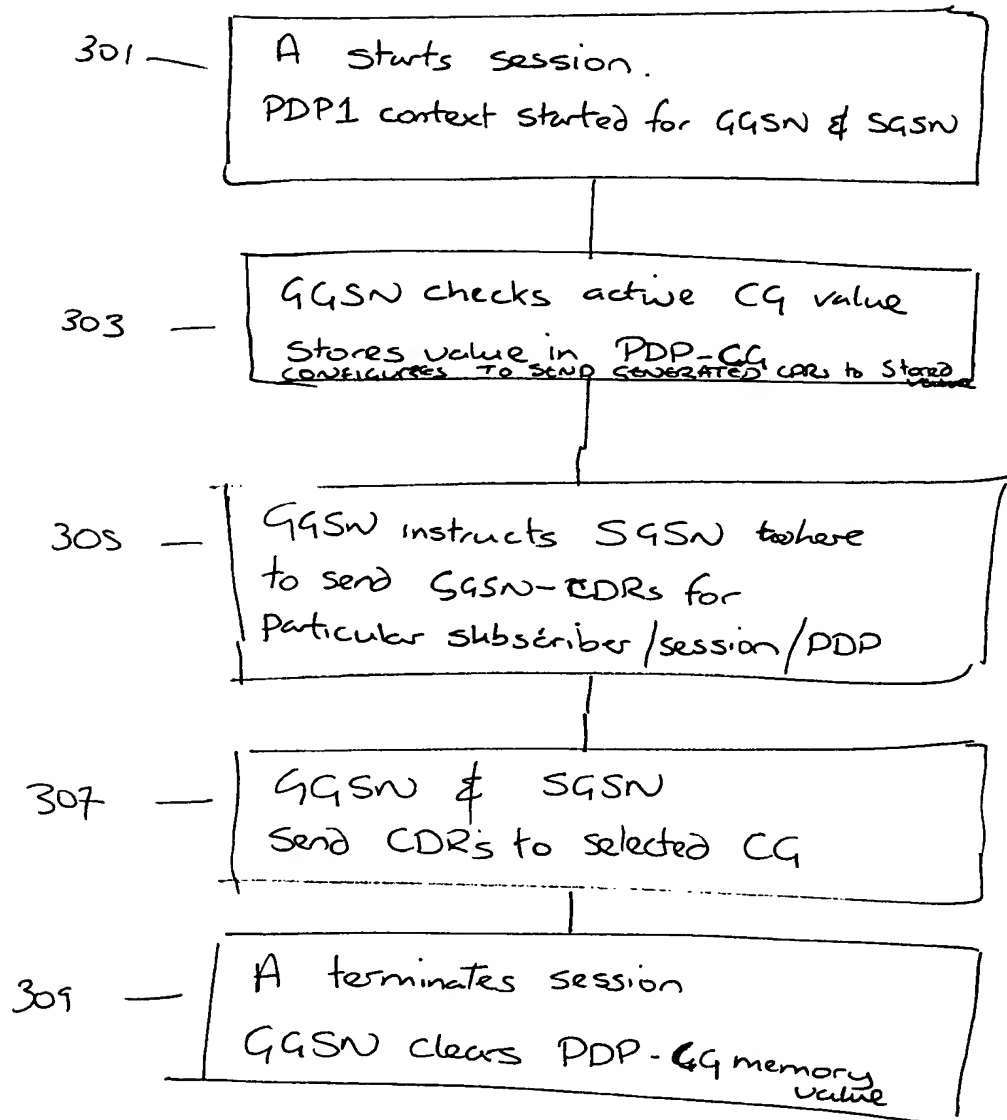 301
A starts session.
PDP1 context started for GGSN & SGSN
303
GGSN checks active CG value
Stores value in PDP-CG
CONFIGURES TO SEND GENERATED CDRs to Stored
value
305
GGSN instructs SGSN where
to send SGSN-CDRs for
Particular subscriber/session/PDP
307
GGSN & SGSN
Send CDRs to selected CG
309
A terminates session
GGSN clears PDP-CG memory
value